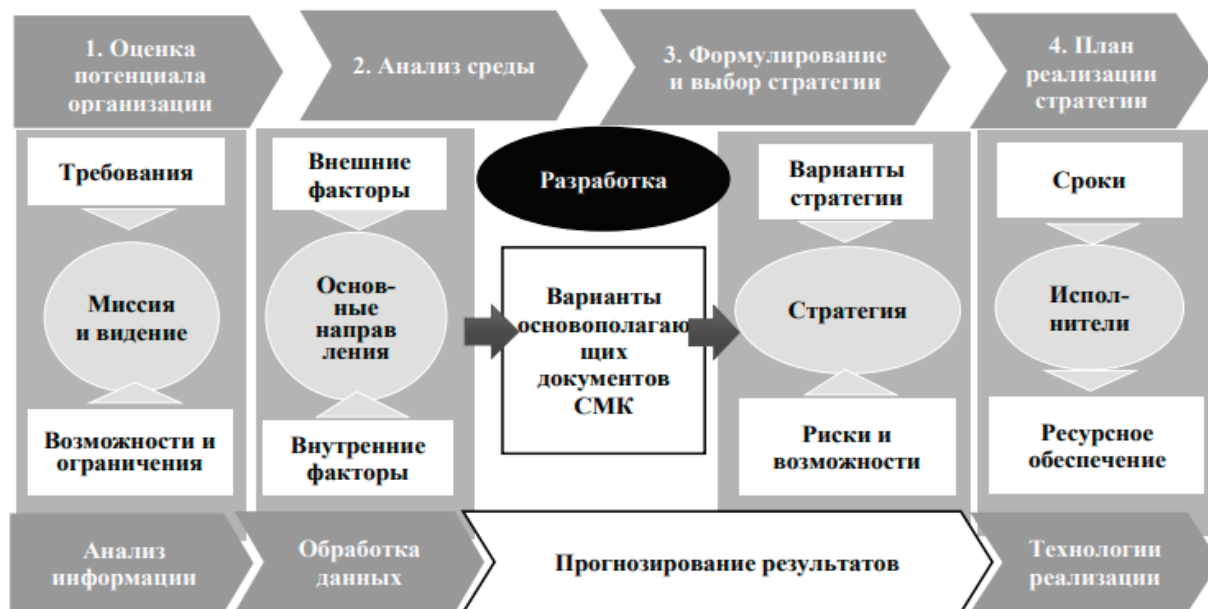 1. Оценка
потенциала
организации
2. Анализ среды
3. Формулирование
и выбор стратегии
4. План
реализации
стратегии
Требования
Миссия
и видение
Возможности и
ограничения
Внешние
факторы
Основ-
ные
направ
ления
Внутренние
факторы
Разработка
Варианты
основополагаю
щих
документов
СМК
Варианты
стратегии
Стратегия
Риски и
возможности
Сроки
Испол-
нители
Ресурсное
обеспечение
Анализ
информации
Обработка
данных
Прогнозирование результатов
Технологии
реализации